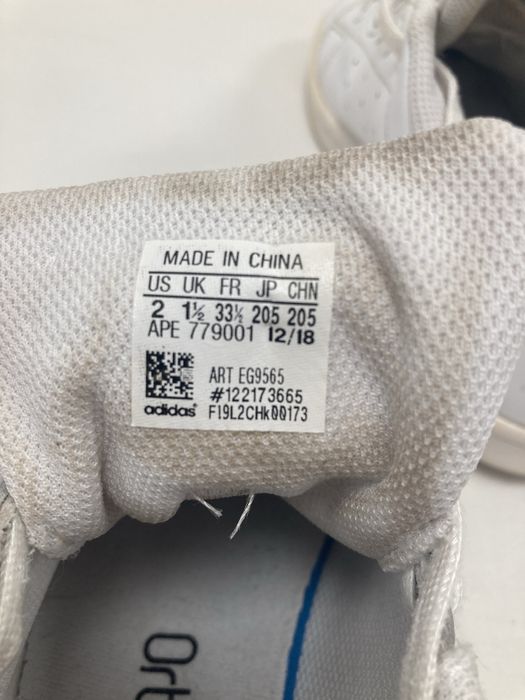 MADE IN CHINA
US UK FR JP CHN
2 1½ 33½ 205 205
APE 779001 12/18
ART EG9565
#122173665
adidas F19L2CHk00173
Ort